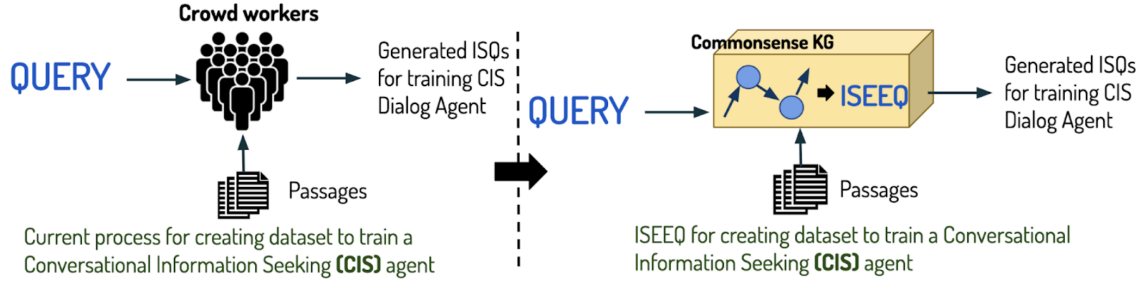 Crowd workers
QUERY
Generated ISQs
for training CIS
Dialog Agent
Passages
Current process for creating dataset to train a
Conversational Information Seeking (CIS) agent
Commonsense KG
QUERY
ISEEQ
Generated ISQs
for training CIS
Dialog Agent
Passages
ISEEQ for creating dataset to train a Conversational
Information Seeking (CIS) agent